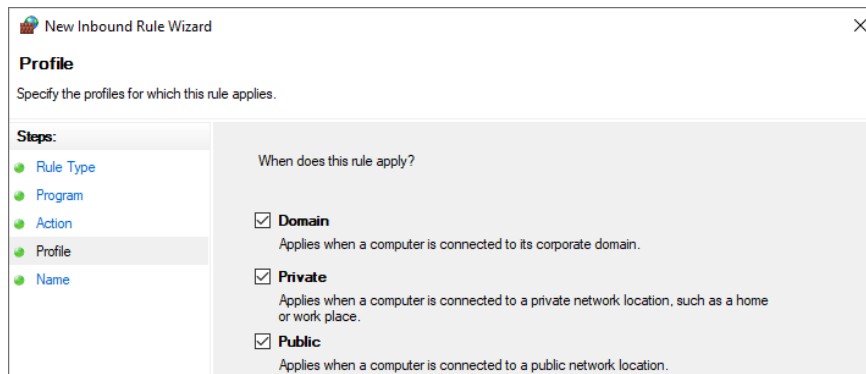 New Inbound Rule Wizard
Profile
Specify the profiles for which this rule applies.
Steps:
Rule Type
Program
Action
Profile
Name
When does this rule apply?
Domain
Applies when a computer is connected to its corporate domain.
Private
Applies when a computer is connected to a private network location, such as a home
or work place.
Public
Applies when a computer is connected to a public network location.